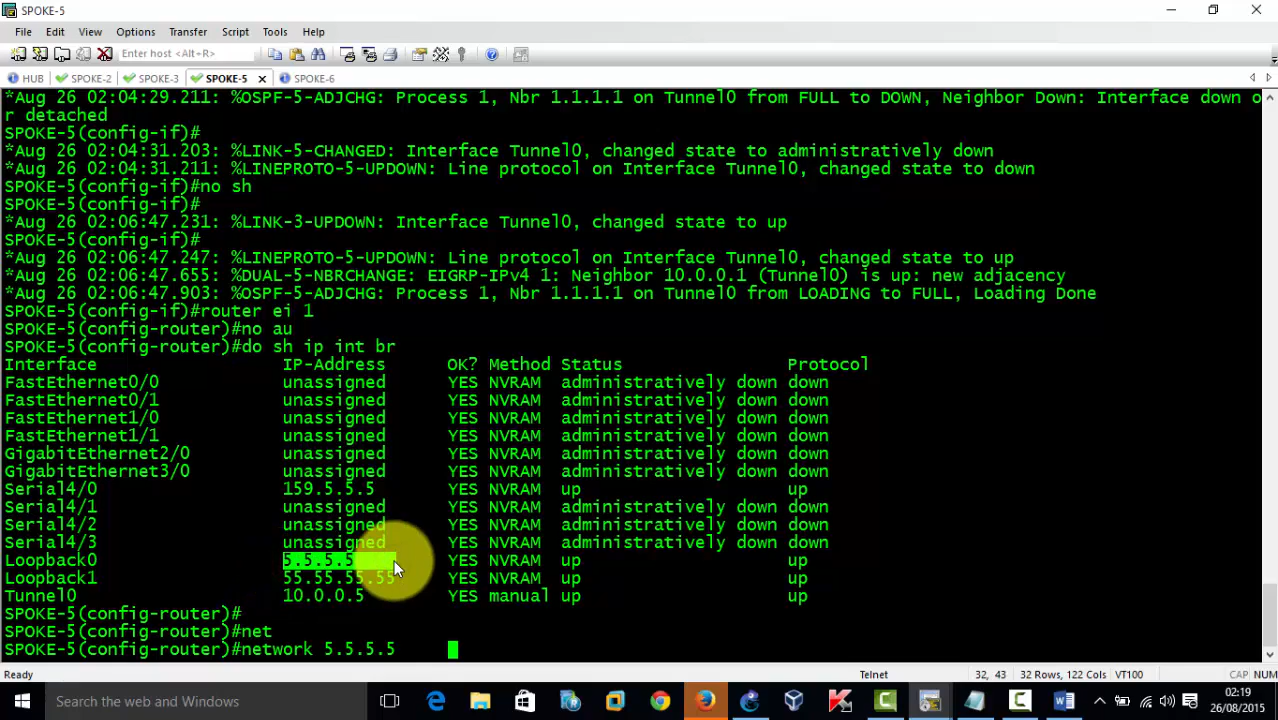 SPOKE-5
File Edit View Options Transfer Script Tools Help
Enter host <Alt+R>
HUB SPOKE-2 SPOKE-3 SPOKE-5 SPOKE-6
*Aug 26 02:04:29.211: %OSPF-5-ADJCHG: Process 1, Nbr 1.1.1.1 on Tunnel0 from FULL to DOWN, Neighbor Down: Interface down o
r detached
SPOKE-5(config-if)#
*Aug 26 02:04:31.203: %LINK-5-CHANGED: Interface Tunnel0, changed state to administratively down
*Aug 26 02:04:31.211: %LINEPROTO-5-UPDOWN: Line protocol on Interface Tunnel0, changed state to down
SPOKE-5(config-if)#no sh
SPOKE-5(config-if)#
*Aug 26 02:06:47.231: %LINK-3-UPDOWN: Interface Tunnel0, changed state to up
SPOKE-5(config-if)#
*Aug 26 02:06:47.247: %LINEPROTO-5-UPDOWN: Line protocol on Interface Tunnel0, changed state to up
*Aug 26 02:06:47.655: %DUAL-5-NBRCHANGE: EIGRP-IPv4 1: Neighbor 10.0.0.1 (Tunnel0) is up: new adjacency
*Aug 26 02:06:47.903: %OSPF-5-ADJCHG: Process 1, Nbr 1.1.1.1 on Tunnel0 from LOADING to FULL, Loading Done
SPOKE-5(config-if)#router ei 1
SPOKE-5(config-router)#no au
SPOKE-5(config-router)#do sh ip int br
Interface IP-Address OK? Method Status Protocol
FastEthernet0/0 unassigned YES NVRAM administratively down down
FastEthernet0/1 unassigned YES NVRAM administratively down down
FastEthernet1/0 unassigned YES NVRAM administratively down down
FastEthernet1/1 unassigned YES NVRAM administratively down down
GigabitEthernet2/0 unassigned YES NVRAM administratively down down
GigabitEthernet3/0 unassigned YES NVRAM administratively down down
Serial4/0 159.5.5.5 YES NVRAM up up
Serial4/1 unassigned YES NVRAM administratively down down
Serial4/2 unassigned YES NVRAM administratively down down
Serial4/3 unassigned YES NVRAM administratively down down
Loopback0 5.5.5.5 YES NVRAM up up
Loopback1 55.55.55.55 YES NVRAM up up
Tunnel0 10.0.0.5 YES manual up up
SPOKE-5(config-router)#
SPOKE-5(config-router)#net
SPOKE-5(config-router)#network 5.5.5.5
Ready Telnet 32, 43 32 Rows, 122 Cols VT100 CAP NUM
Search the web and Windows
02:19
26/08/2015